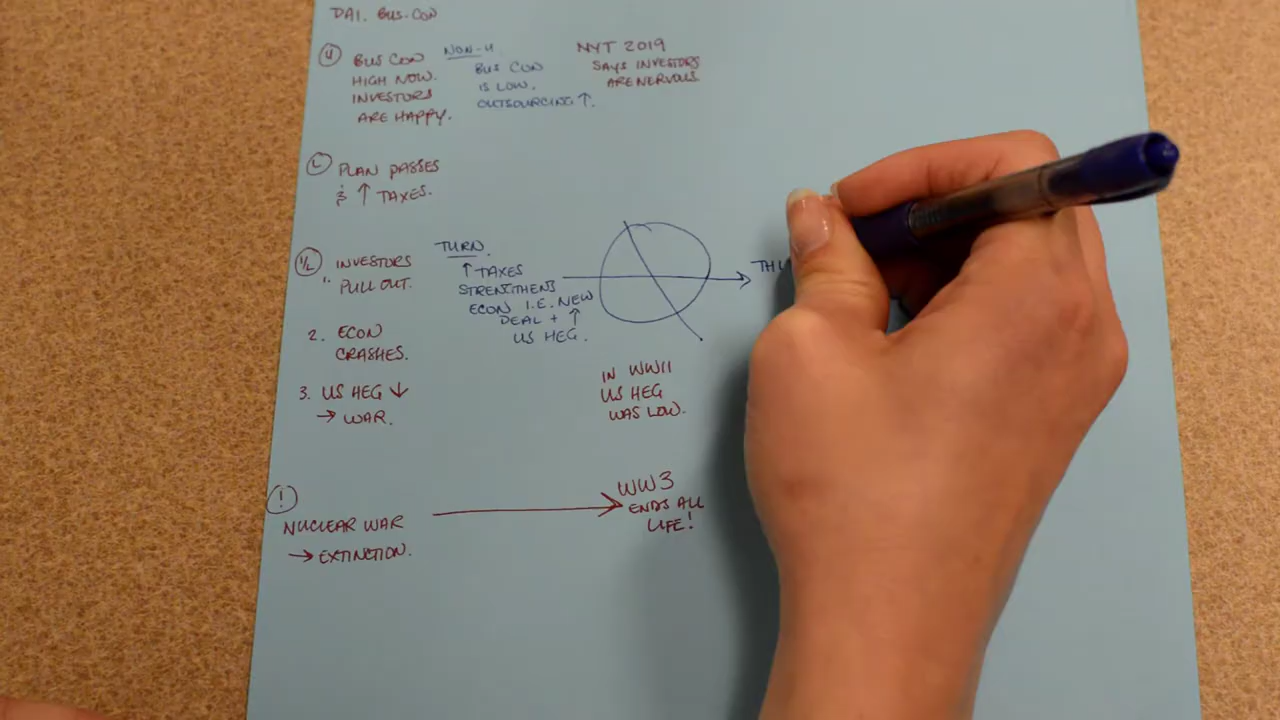 DA1. BUS. CON
U BUS CON
HIGH NOW.
INVESTORS
ARE HAPPY.
NON-U
BUS CON
IS LOW.
OUTSOURCING ↑.
NYT 2019
SAYS INVESTORS
ARE NERVOUS
L PLAN PASSES
& ↑ TAXES.
I/L INVESTORS
PULL OUT.
2. ECON
CRASHES.
3. US HEG ↓
→ WAR.
TURN
↑ TAXES
STRENGTHENS
ECON I.E. NEW
DEAL + ↑
US HEG.
IN WWII
US HEG
WAS LOW.
! NUCLEAR WAR
→ EXTINCTION.
WW3
ENDS ALL
LIFE!